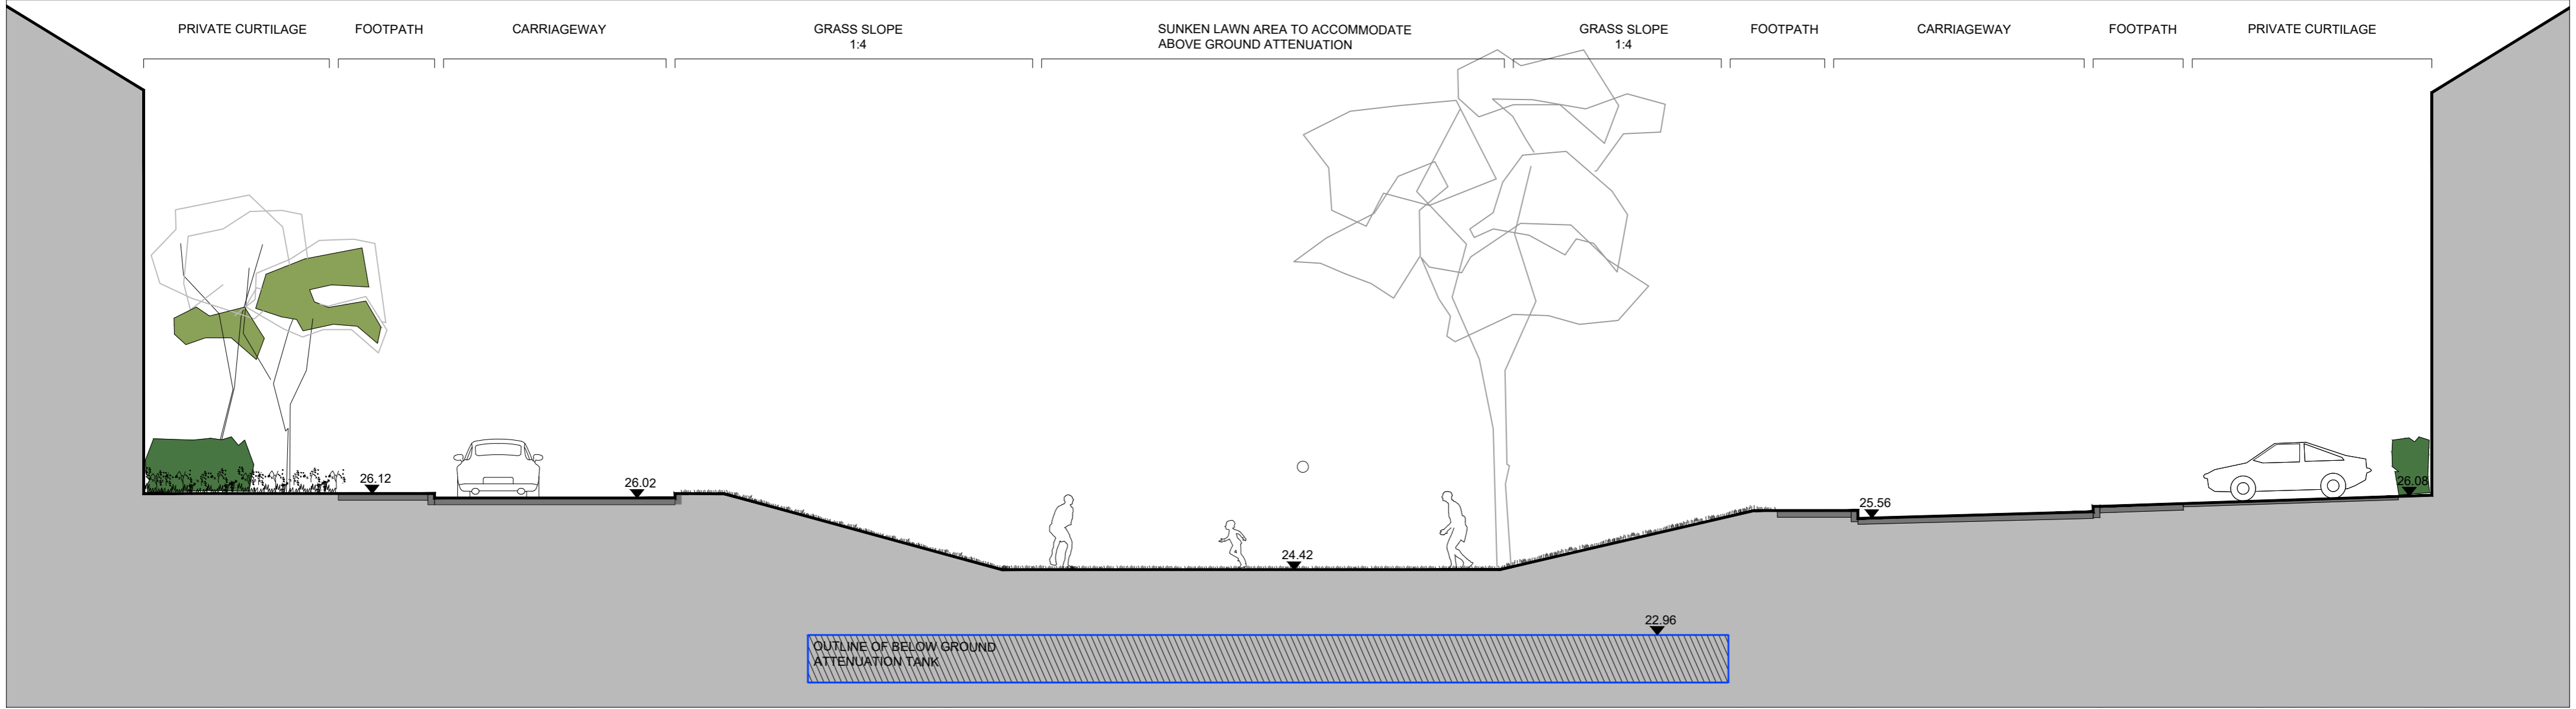 PRIVATE CURTILAGE
FOOTPATH
CARRIAGEWAY
GRASS SLOPE
1:4
SUNKEN LAWN AREA TO ACCOMMODATE
ABOVE GROUND ATTENUATION
GRASS SLOPE
1:4
FOOTPATH
CARRIAGEWAY
FOOTPATH
PRIVATE CURTILAGE
26.12
26.02
24.42
25.56
26.08
22.96
OUTLINE OF BELOW GROUND
ATTENUATION TANK